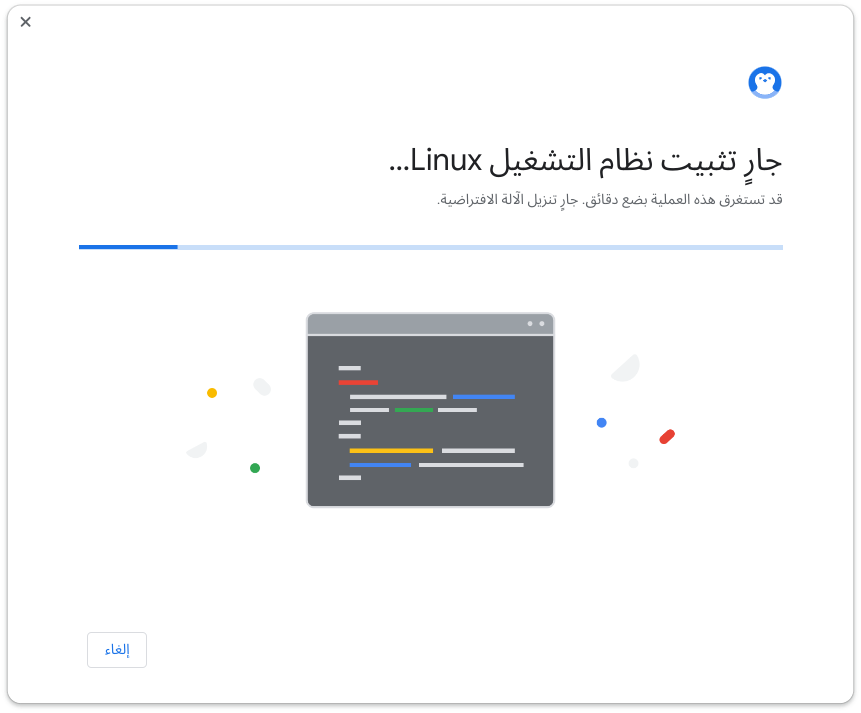 جارٍ تثبيت نظام التشغيل Linux...
قد تستغرق هذه العملية بضع دقائق. جارٍ تنزيل الآلة الافتراضية.
إلغاء